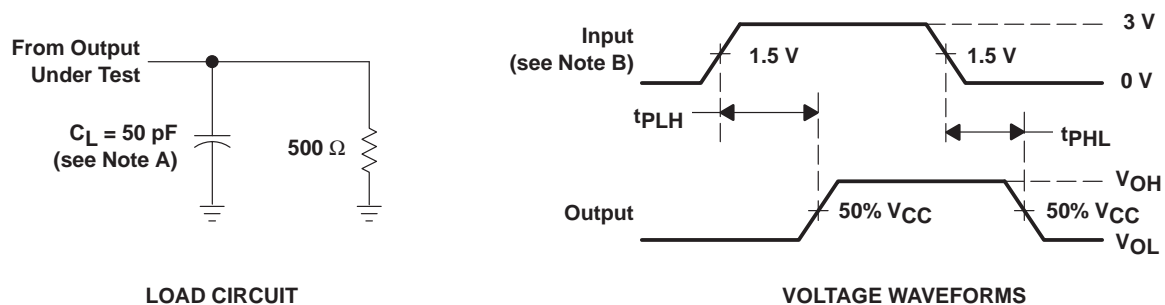 From Output
Under Test
C_L = 50 pF
(see Note A)
500 Ω
LOAD CIRCUIT
Input
(see Note B)
1.5 V
1.5 V
3 V
0 V
t_PLH
t_PHL
Output
50% V_CC
50% V_CC
V_OH
V_OL
VOLTAGE WAVEFORMS